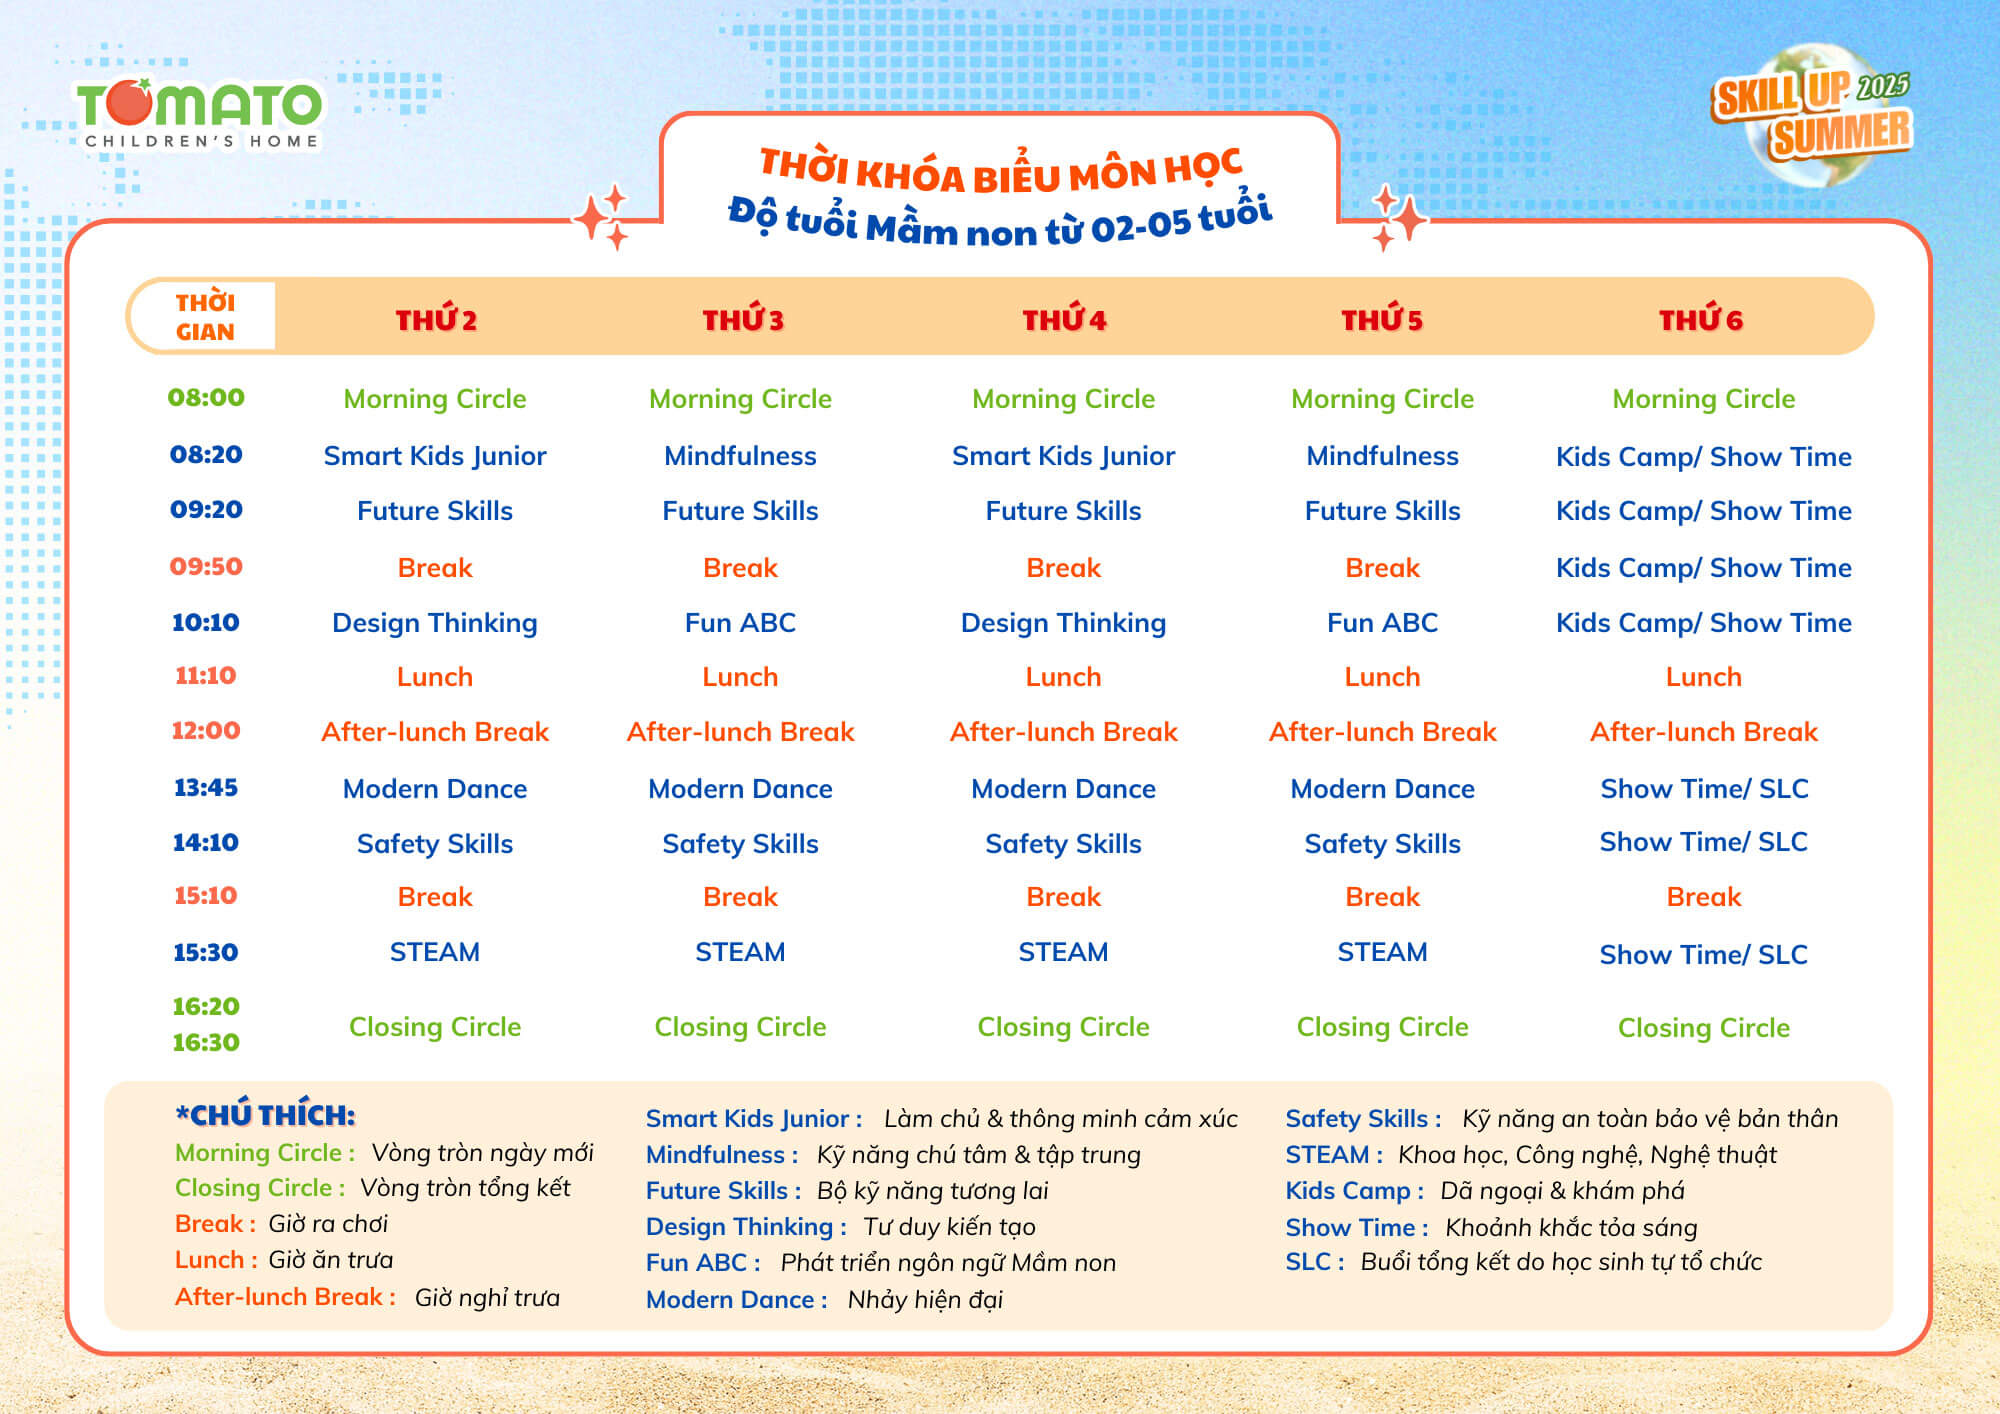 TOMATO
CHILDREN'S HOME
SKILL UP 2025
SUMMER
THỜI KHÓA BIỂU MÔN HỌC
Độ tuổi Mầm non từ 02-05 tuổi
THỜI GIAN THỨ 2 THỨ 3 THỨ 4 THỨ 5 THỨ 6
08:00 Morning Circle Morning Circle Morning Circle Morning Circle Morning Circle
08:20 Smart Kids Junior Mindfulness Smart Kids Junior Mindfulness Kids Camp/ Show Time
09:20 Future Skills Future Skills Future Skills Future Skills Kids Camp/ Show Time
09:50 Break Break Break Break Kids Camp/ Show Time
10:10 Design Thinking Fun ABC Design Thinking Fun ABC Kids Camp/ Show Time
11:10 Lunch Lunch Lunch Lunch Lunch
12:00 After-lunch Break After-lunch Break After-lunch Break After-lunch Break After-lunch Break
13:45 Modern Dance Modern Dance Modern Dance Modern Dance Show Time/ SLC
14:10 Safety Skills Safety Skills Safety Skills Safety Skills Show Time/ SLC
15:10 Break Break Break Break Break
15:30 STEAM STEAM STEAM STEAM Show Time/ SLC
16:20
16:30 Closing Circle Closing Circle Closing Circle Closing Circle Closing Circle
*CHÚ THÍCH:
Morning Circle : Vòng tròn ngày mới
Closing Circle : Vòng tròn tổng kết
Break : Giờ ra chơi
Lunch : Giờ ăn trưa
After-lunch Break : Giờ nghỉ trưa
Smart Kids Junior : Làm chủ & thông minh cảm xúc
Mindfulness : Kỹ năng chú tâm & tập trung
Future Skills : Bộ kỹ năng tương lai
Design Thinking : Tư duy kiến tạo
Fun ABC : Phát triển ngôn ngữ Mầm non
Modern Dance : Nhảy hiện đại
Safety Skills : Kỹ năng an toàn bảo vệ bản thân
STEAM : Khoa học, Công nghệ, Nghệ thuật
Kids Camp : Dã ngoại & khám phá
Show Time : Khoảnh khắc tỏa sáng
SLC : Buổi tổng kết do học sinh tự tổ chức